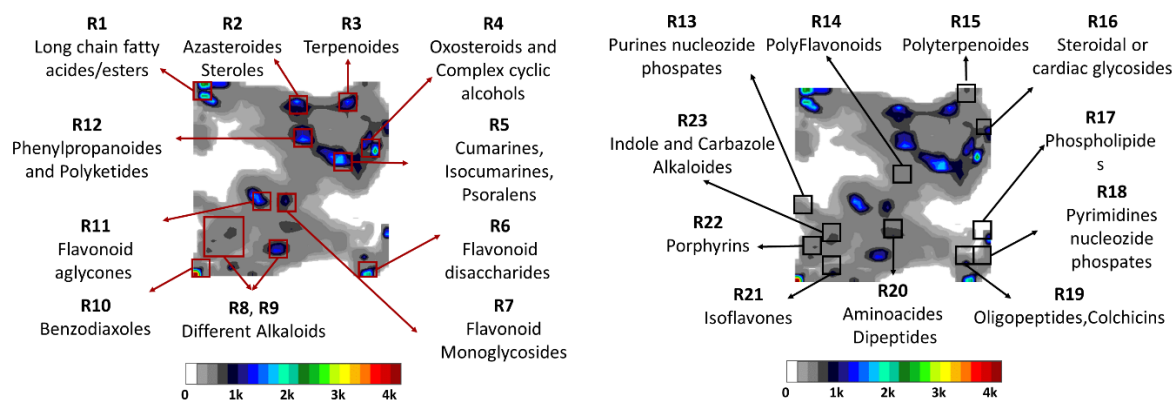 R1
Long chain fatty
acides/esters
R2
Azasteroides
Steroles
R3
Terpenoides
R4
Oxosteroids and
Complex cyclic
alcohols
R12
Phenylpropanoides
and Polyketides
R5
Cumarines,
Isocumarines,
Psoralens
R11
Flavonoid
aglycones
R6
Flavonoid
disaccharides
R10
Benzodiaxoles
R8, R9
Different Alkaloids
R7
Flavonoid
Monoglycosides
0 1k 2k 3k 4k
R13
Purines nucleozide
phospates
R14
PolyFlavonoids
R15
Polyterpenoides
R16
Steroidal or
cardiac glycosides
R23
Indole and Carbazole
Alkaloides
R17
Phospholipide
s
R22
Porphyrins
R18
Pyrimidines
nucleozide
phospates
R21
Isoflavones
R20
Aminoacides
Dipeptides
R19
Oligopeptides,Colchicins
0 1k 2k 3k 4k